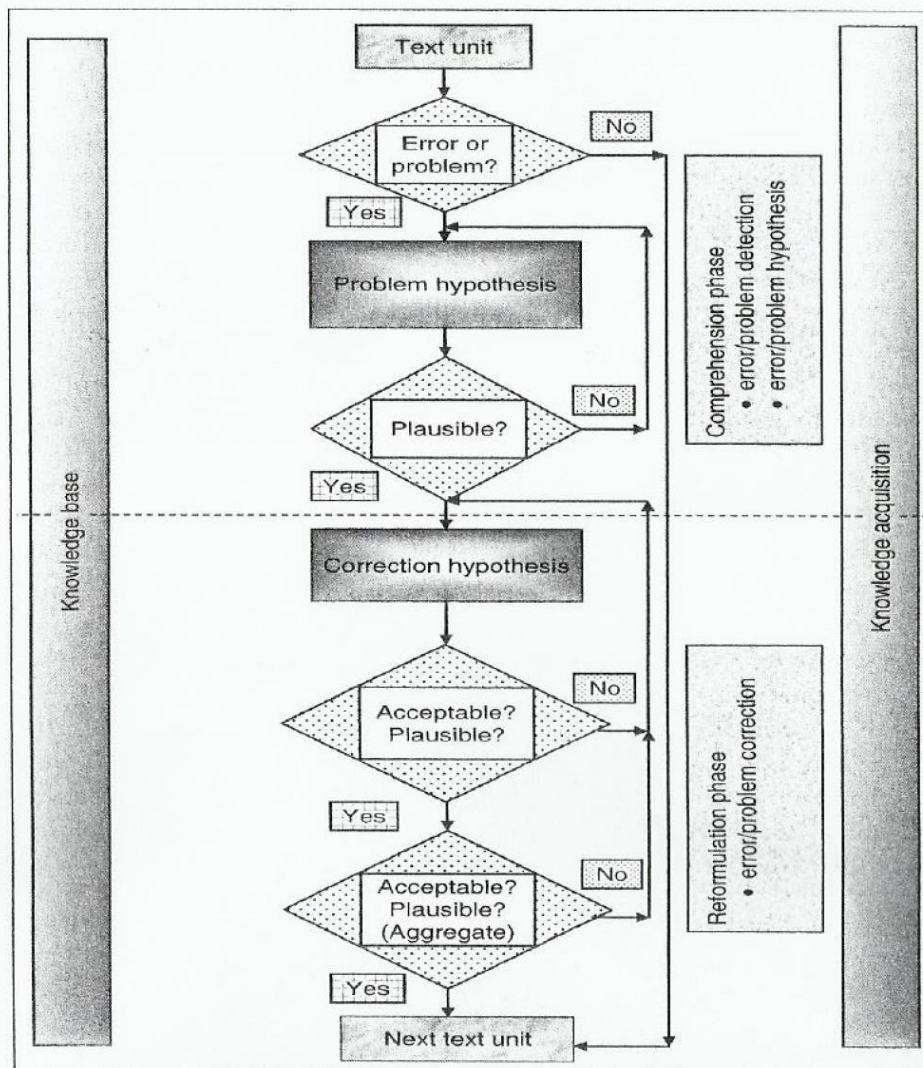 Text unit
No
Error or
problem?
Yes
Problem hypothesis
No
Plausible?
Yes
Correction hypothesis
No
Acceptable?
Plausible?
Yes
No
Acceptable?
Plausible?
(Aggregate)
Yes
Next text unit
Knowledge base
Comprehension phase
• error/problem detection
• error/problem hypothesis
Reformulation phase
• error/problem correction
Knowledge acquisition